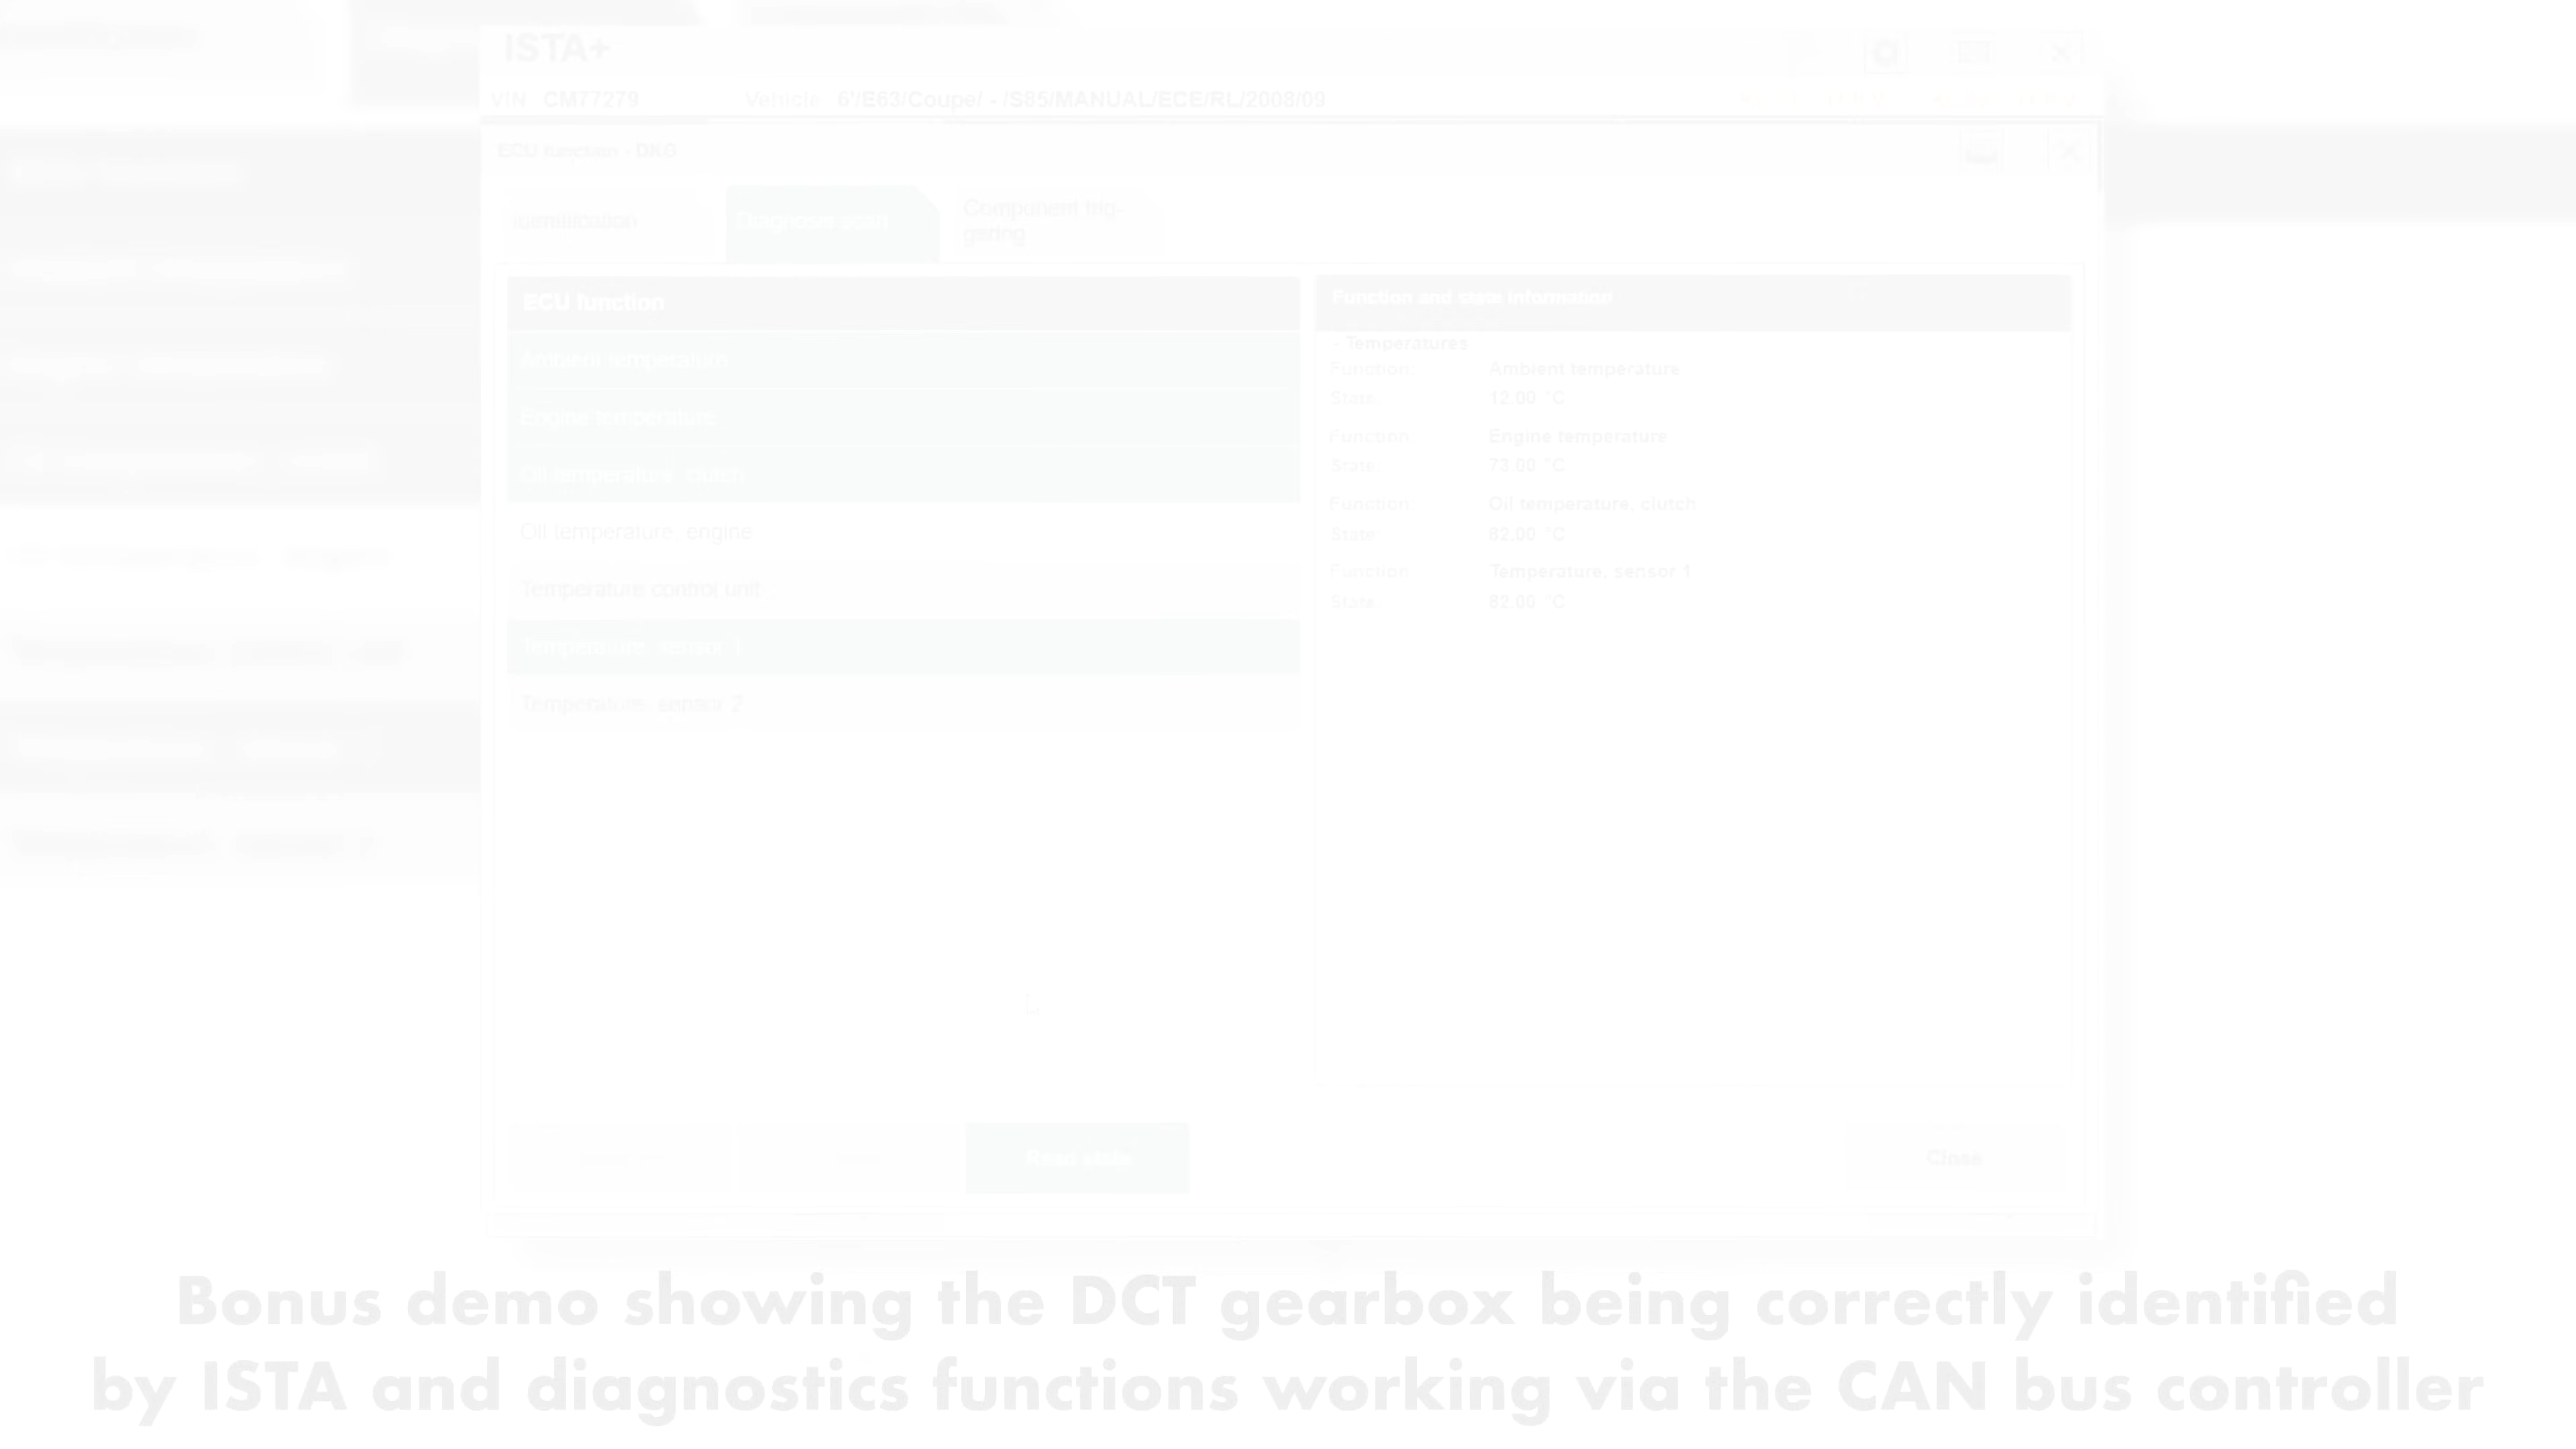 ISTA+
VIN CM77279 Vehicle 6'/E63/Coupe/ - /S85/MANUAL/ECE/RL/2008/09
ECU function - DKG
Identification
Diagnosis scan
Component trig-
gering
ECU function
Ambient temperature
Engine temperature
Oil temperature, clutch
Oil temperature, engine
Temperature control unit
Temperature, sensor 1
Temperature, sensor 2
Function and state information
- Temperatures
Function: Ambient temperature
State 12.00 °C
Function: Engine temperature
State 73.00 °C
Function: Oil temperature, clutch
State 82.00 °C
Function: Temperature, sensor 1
State 82.00 °C
Read state
Close
Bonus demo showing the DCT gearbox being correctly identified
by ISTA and diagnostics functions working via the CAN bus controller